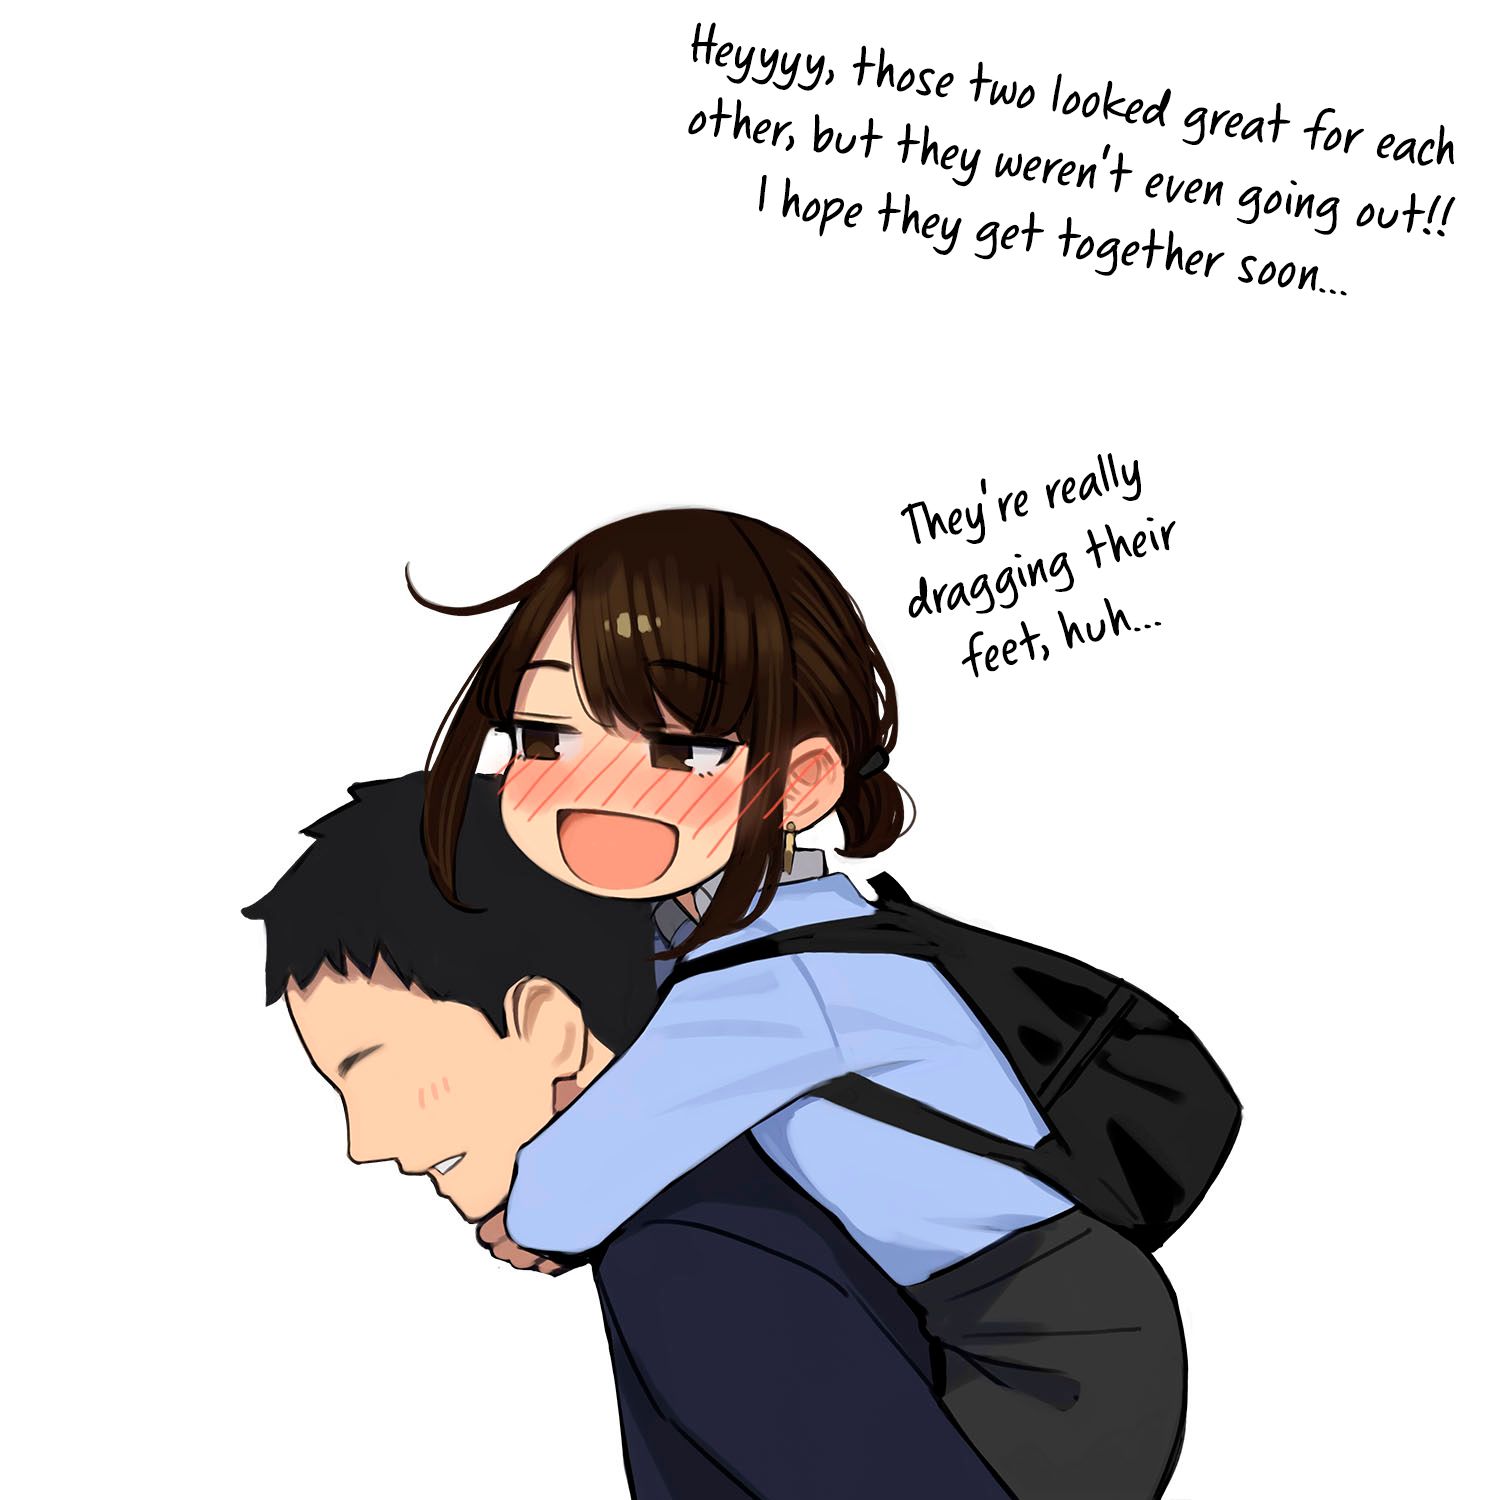 Heyyyy, those two looked great for each
other, but they weren't even going out!!
I hope they get together soon...
They're really
dragging their
feet, huh...